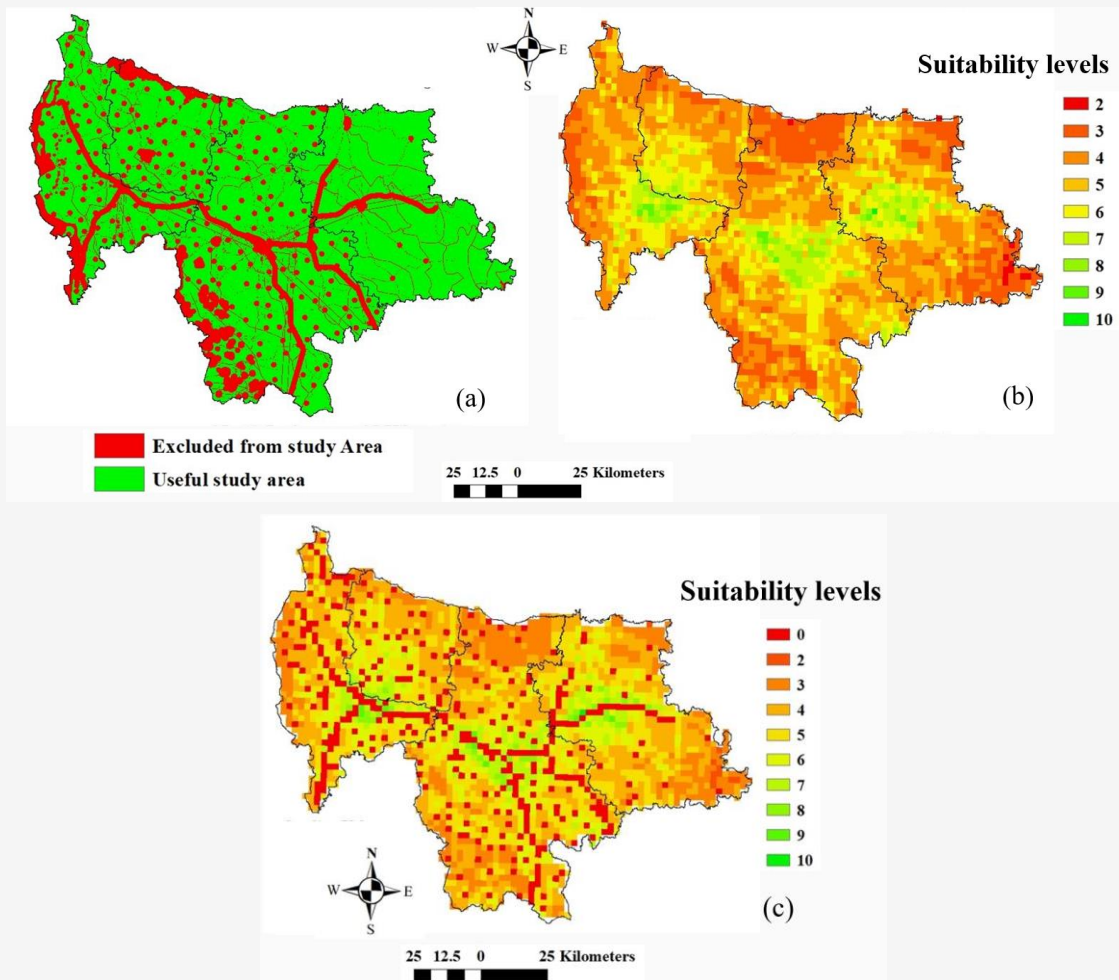 N
W E
S
(a)
Excluded from study Area
Useful study area
25 12.5 0 25 Kilometers
Suitability levels
2
3
4
5
6
7
8
9
10
(b)
Suitability levels
0
2
3
4
5
6
7
8
9
10
N
W E
S
(c)
25 12.5 0 25 Kilometers